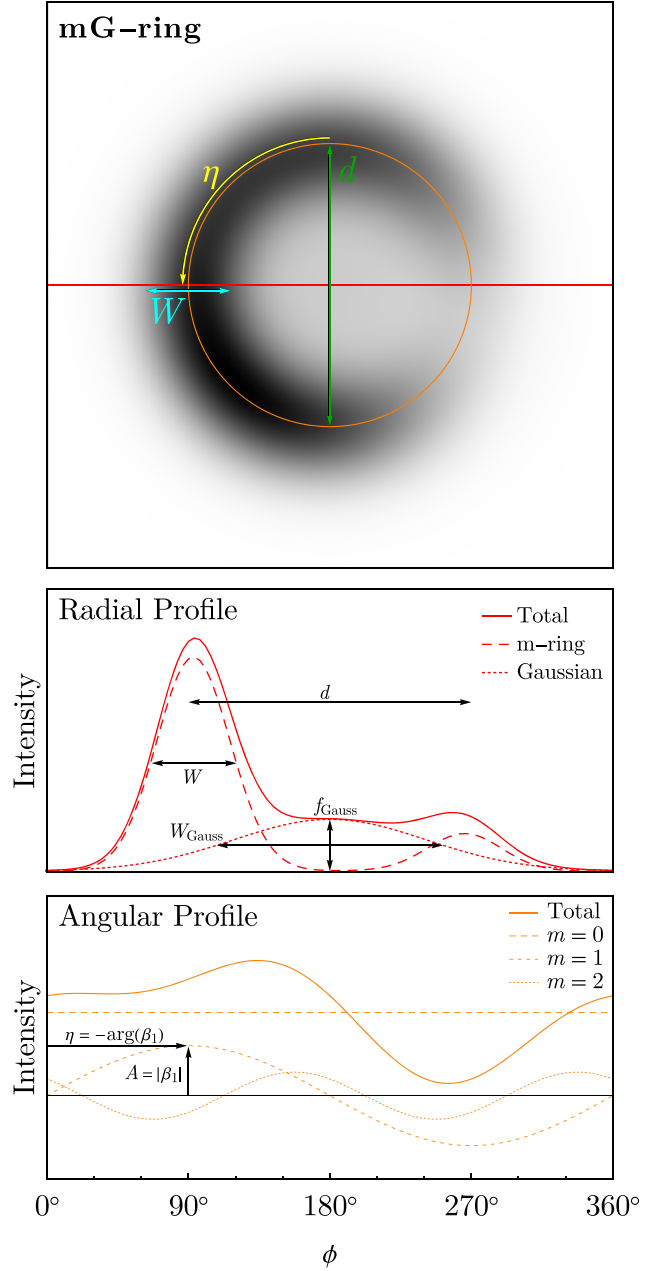 mG-ring
η
d
W
Radial Profile
Total
m-ring
Gaussian
Intensity
d
W
f_Gauss
W_Gauss
Angular Profile
Total
m = 0
m = 1
m = 2
Intensity
η = -arg(β₁)
A = |β₁|
0° 90° 180° 270° 360°
ϕ